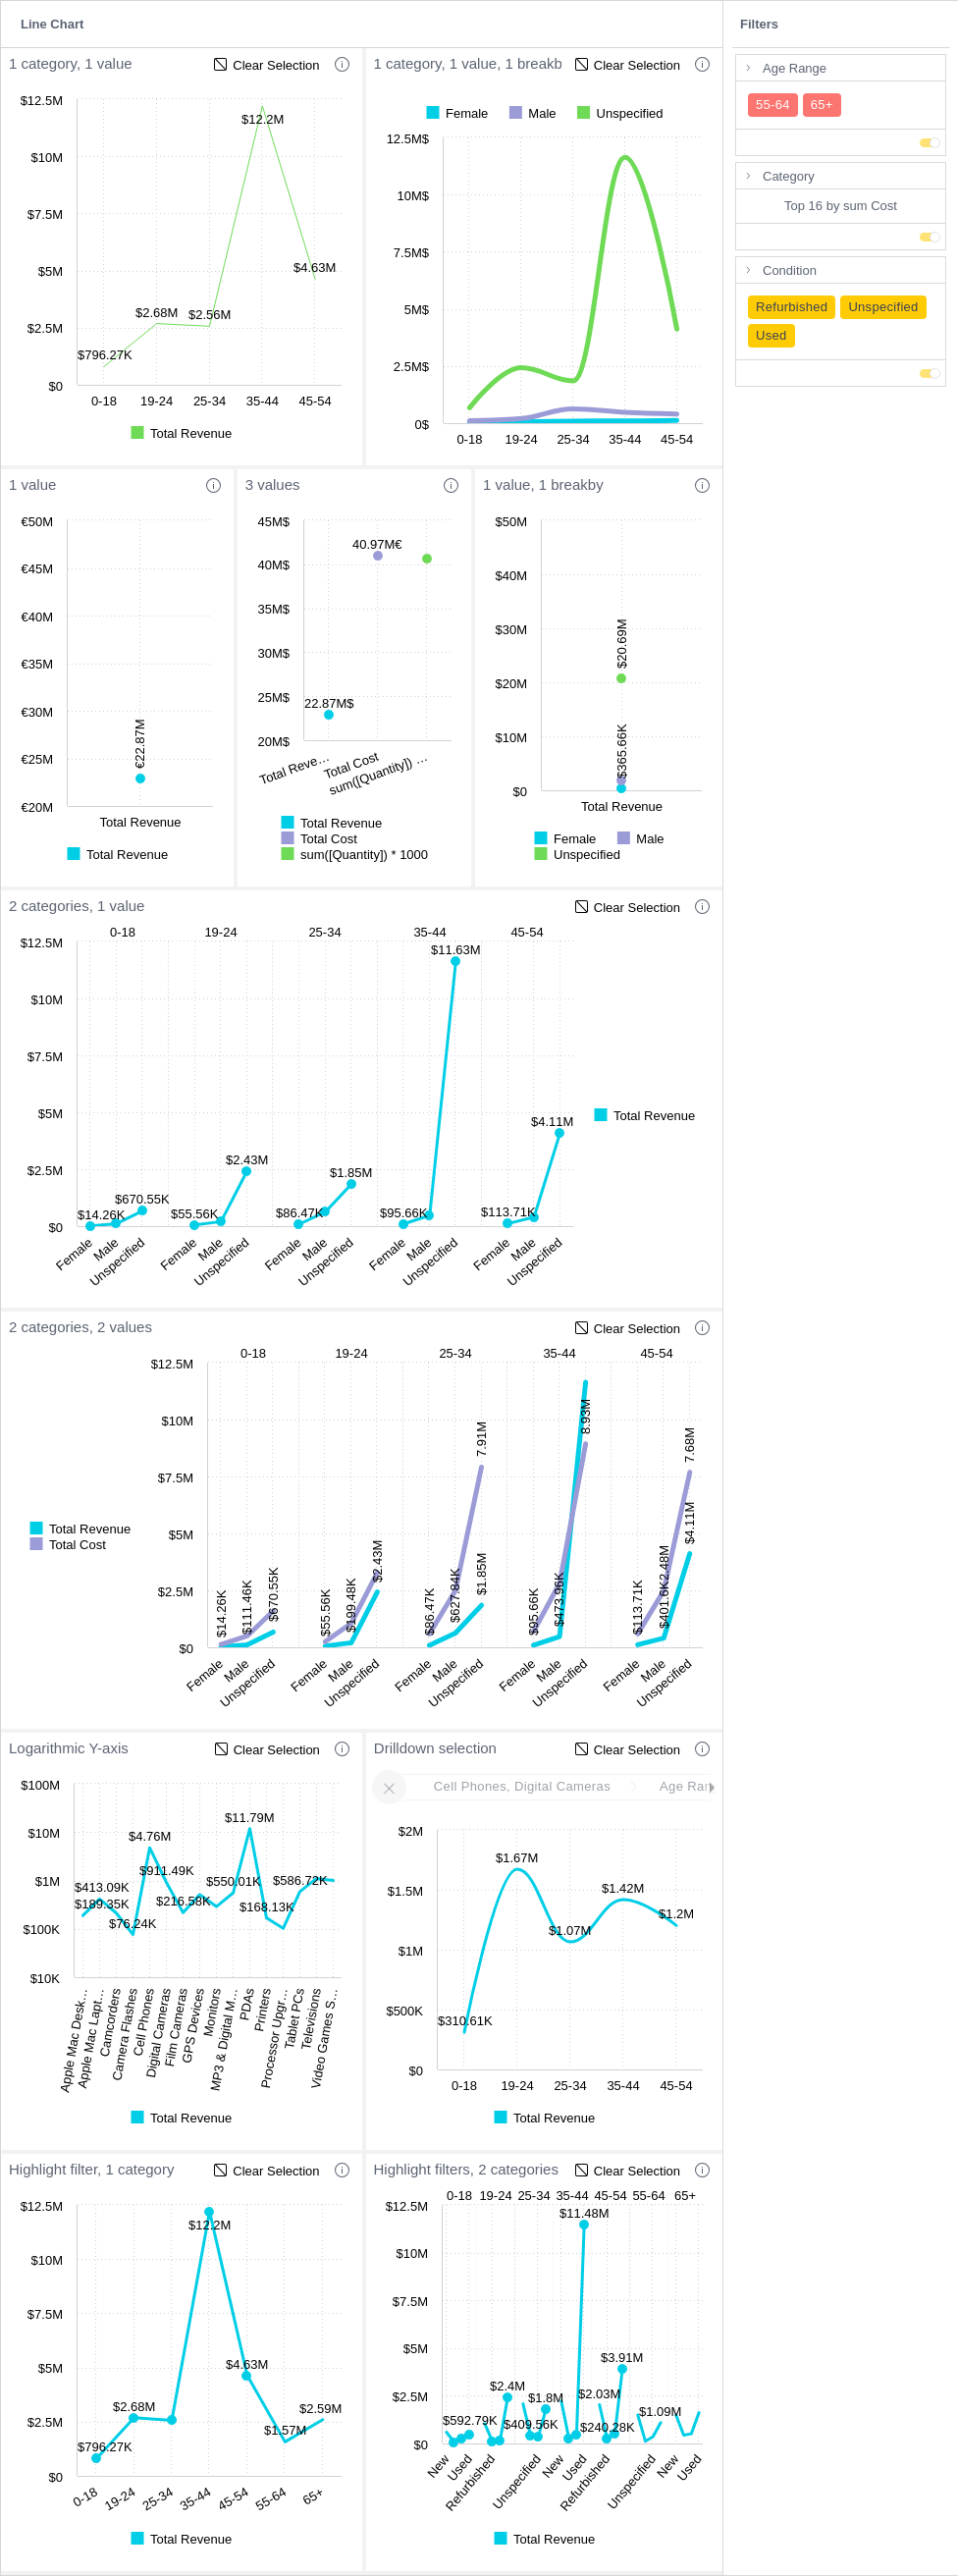 Line Chart
Filters
1 category, 1 value
Clear Selection
$12.5M
$10M
$7.5M
$5M
$2.5M
$0
$796.27K
$2.68M
$2.56M
$12.2M
$4.63M
0-18 19-24 25-34 35-44 45-54
Total Revenue
1 category, 1 value, 1 breakb
Clear Selection
Female Male Unspecified
12.5M$
10M$
7.5M$
5M$
2.5M$
0$
0-18 19-24 25-34 35-44 45-54
Age Range
55-64 65+
Category
Top 16 by sum Cost
Condition
Refurbished Unspecified
Used
1 value
€50M
€45M
€40M
€35M
€30M
€25M
€20M
€22.87M
Total Revenue
Total Revenue
3 values
45M$
40M$
35M$
30M$
25M$
20M$
40.97M€
22.87M$
Total Reve…
Total Cost
sum([Quantity]) …
Total Revenue
Total Cost
sum([Quantity]) * 1000
1 value, 1 breakby
$50M
$40M
$30M
$20M
$10M
$0
$20.69M
$365.66K
Total Revenue
Female Male
Unspecified
2 categories, 1 value
Clear Selection
0-18 19-24 25-34 35-44 45-54
$12.5M
$10M
$7.5M
$5M
$2.5M
$0
$14.26K
$670.55K
$55.56K
$2.43M
$86.47K
$1.85M
$95.66K
$11.63M
$113.71K
$4.11M
Female Male Unspecified
Female Male Unspecified
Female Male Unspecified
Female Male Unspecified
Female Male Unspecified
Total Revenue
2 categories, 2 values
Clear Selection
Total Revenue
Total Cost
0-18 19-24 25-34 35-44 45-54
$12.5M
$10M
$7.5M
$5M
$2.5M
$0
$14.26K
$111.46K
$670.55K
$55.56K
$199.48K
$2.43M
$86.47K
$627.84K
$1.85M
7.91M
$95.66K
$473.96K
8.93M
$113.71K
$401.6K
2.48M
$4.11M
7.68M
Female Male Unspecified
Female Male Unspecified
Female Male Unspecified
Female Male Unspecified
Female Male Unspecified
Logarithmic Y-axis
Clear Selection
$100M
$10M
$1M
$100K
$10K
$413.09K
$189.35K
$76.24K
$4.76M
$911.49K
$216.58K
$550.01K
$11.79M
$168.13K
$586.72K
Apple Mac Desk…
Apple Mac Lapt…
Camcorders
Camera Flashes
Cell Phones
Digital Cameras
Film Cameras
GPS Devices
Monitors
MP3 & Digital M…
PDAs
Printers
Processor Upgr…
Tablet PCs
Televisions
Video Games S…
Total Revenue
Drilldown selection
Clear Selection
Cell Phones, Digital Cameras
Age Ran
$2M
$1.5M
$1M
$500K
$0
$310.61K
$1.67M
$1.07M
$1.42M
$1.2M
0-18 19-24 25-34 35-44 45-54
Total Revenue
Highlight filter, 1 category
Clear Selection
$12.5M
$10M
$7.5M
$5M
$2.5M
$0
$796.27K
$2.68M
$12.2M
$4.63M
$1.57M
$2.59M
0-18 19-24 25-34 35-44 45-54 55-64 65+
Total Revenue
Highlight filters, 2 categories
Clear Selection
0-18 19-24 25-34 35-44 45-54 55-64 65+
$12.5M
$10M
$7.5M
$5M
$2.5M
$0
$592.79K
$2.4M
$409.56K
$1.8M
$11.48M
$2.03M
$240.28K
$3.91M
$1.09M
New
Used
Refurbished
Unspecified
New
Used
Refurbished
Unspecified
New
Used
Total Revenue